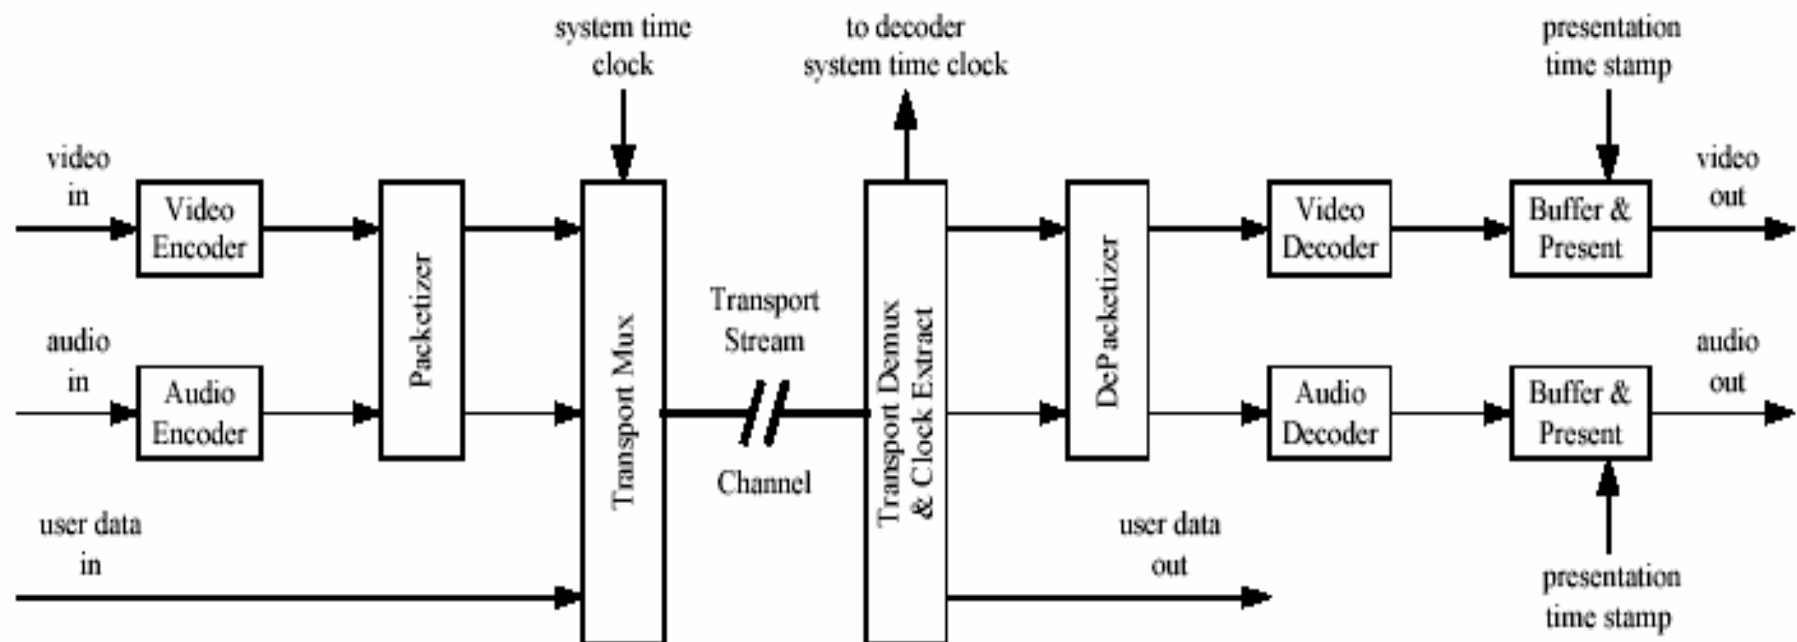 system time
clock
to decoder
system time clock
presentation
time stamp
video
in
Video
Encoder
Packetizer
Transport Mux
Transport
Stream
Channel
Transport Demux
& Clock Extract
DePacketizer
Video
Decoder
Buffer &
Present
video
out
audio
in
Audio
Encoder
Audio
Decoder
Buffer &
Present
audio
out
user data
in
user data
out
presentation
time stamp